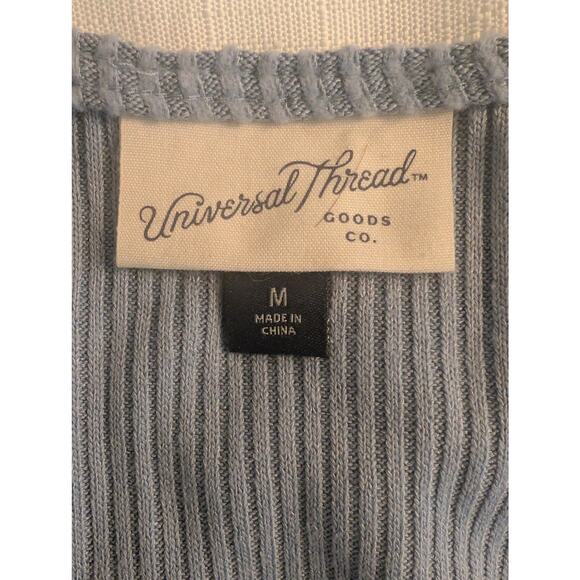 Universal Thread™
GOODS
CO.
M
MADE IN
CHINA